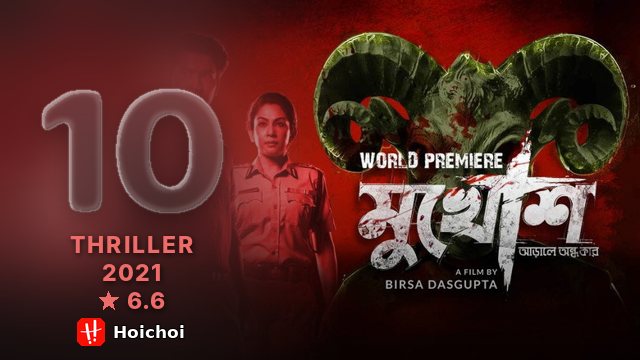 10
THRILLER
2021
★ 6.6
Hoichoi
WORLD PREMIERE
মুখোশ
আড়ালে অন্ধকার
A FILM BY
BIRSA DASGUPTA